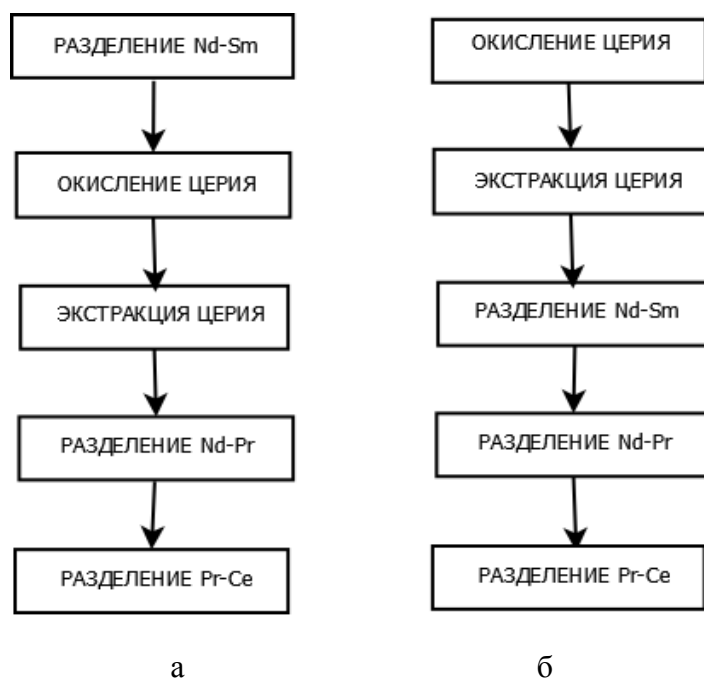 РАЗДЕЛЕНИЕ Nd-Sm
ОКИСЛЕНИЕ ЦЕРИЯ
ЭКСТРАКЦИЯ ЦЕРИЯ
РАЗДЕЛЕНИЕ Nd-Pr
РАЗДЕЛЕНИЕ Pr-Ce
а
ОКИСЛЕНИЕ ЦЕРИЯ
ЭКСТРАКЦИЯ ЦЕРИЯ
РАЗДЕЛЕНИЕ Nd-Sm
РАЗДЕЛЕНИЕ Nd-Pr
РАЗДЕЛЕНИЕ Pr-Ce
б